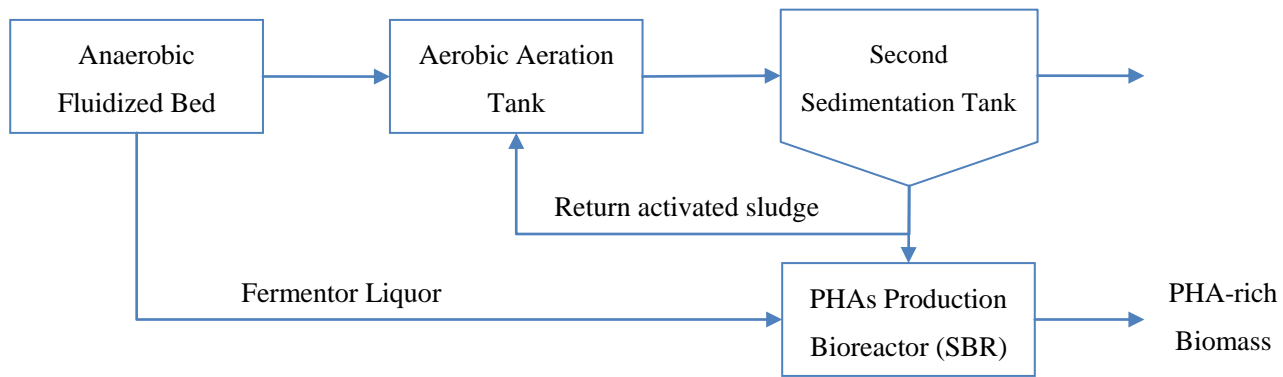 Anaerobic
Fluidized Bed
Aerobic Aeration
Tank
Second
Sedimentation Tank
Return activated sludge
Fermentor Liquor
PHAs Production
Bioreactor (SBR)
PHA-rich
Biomass